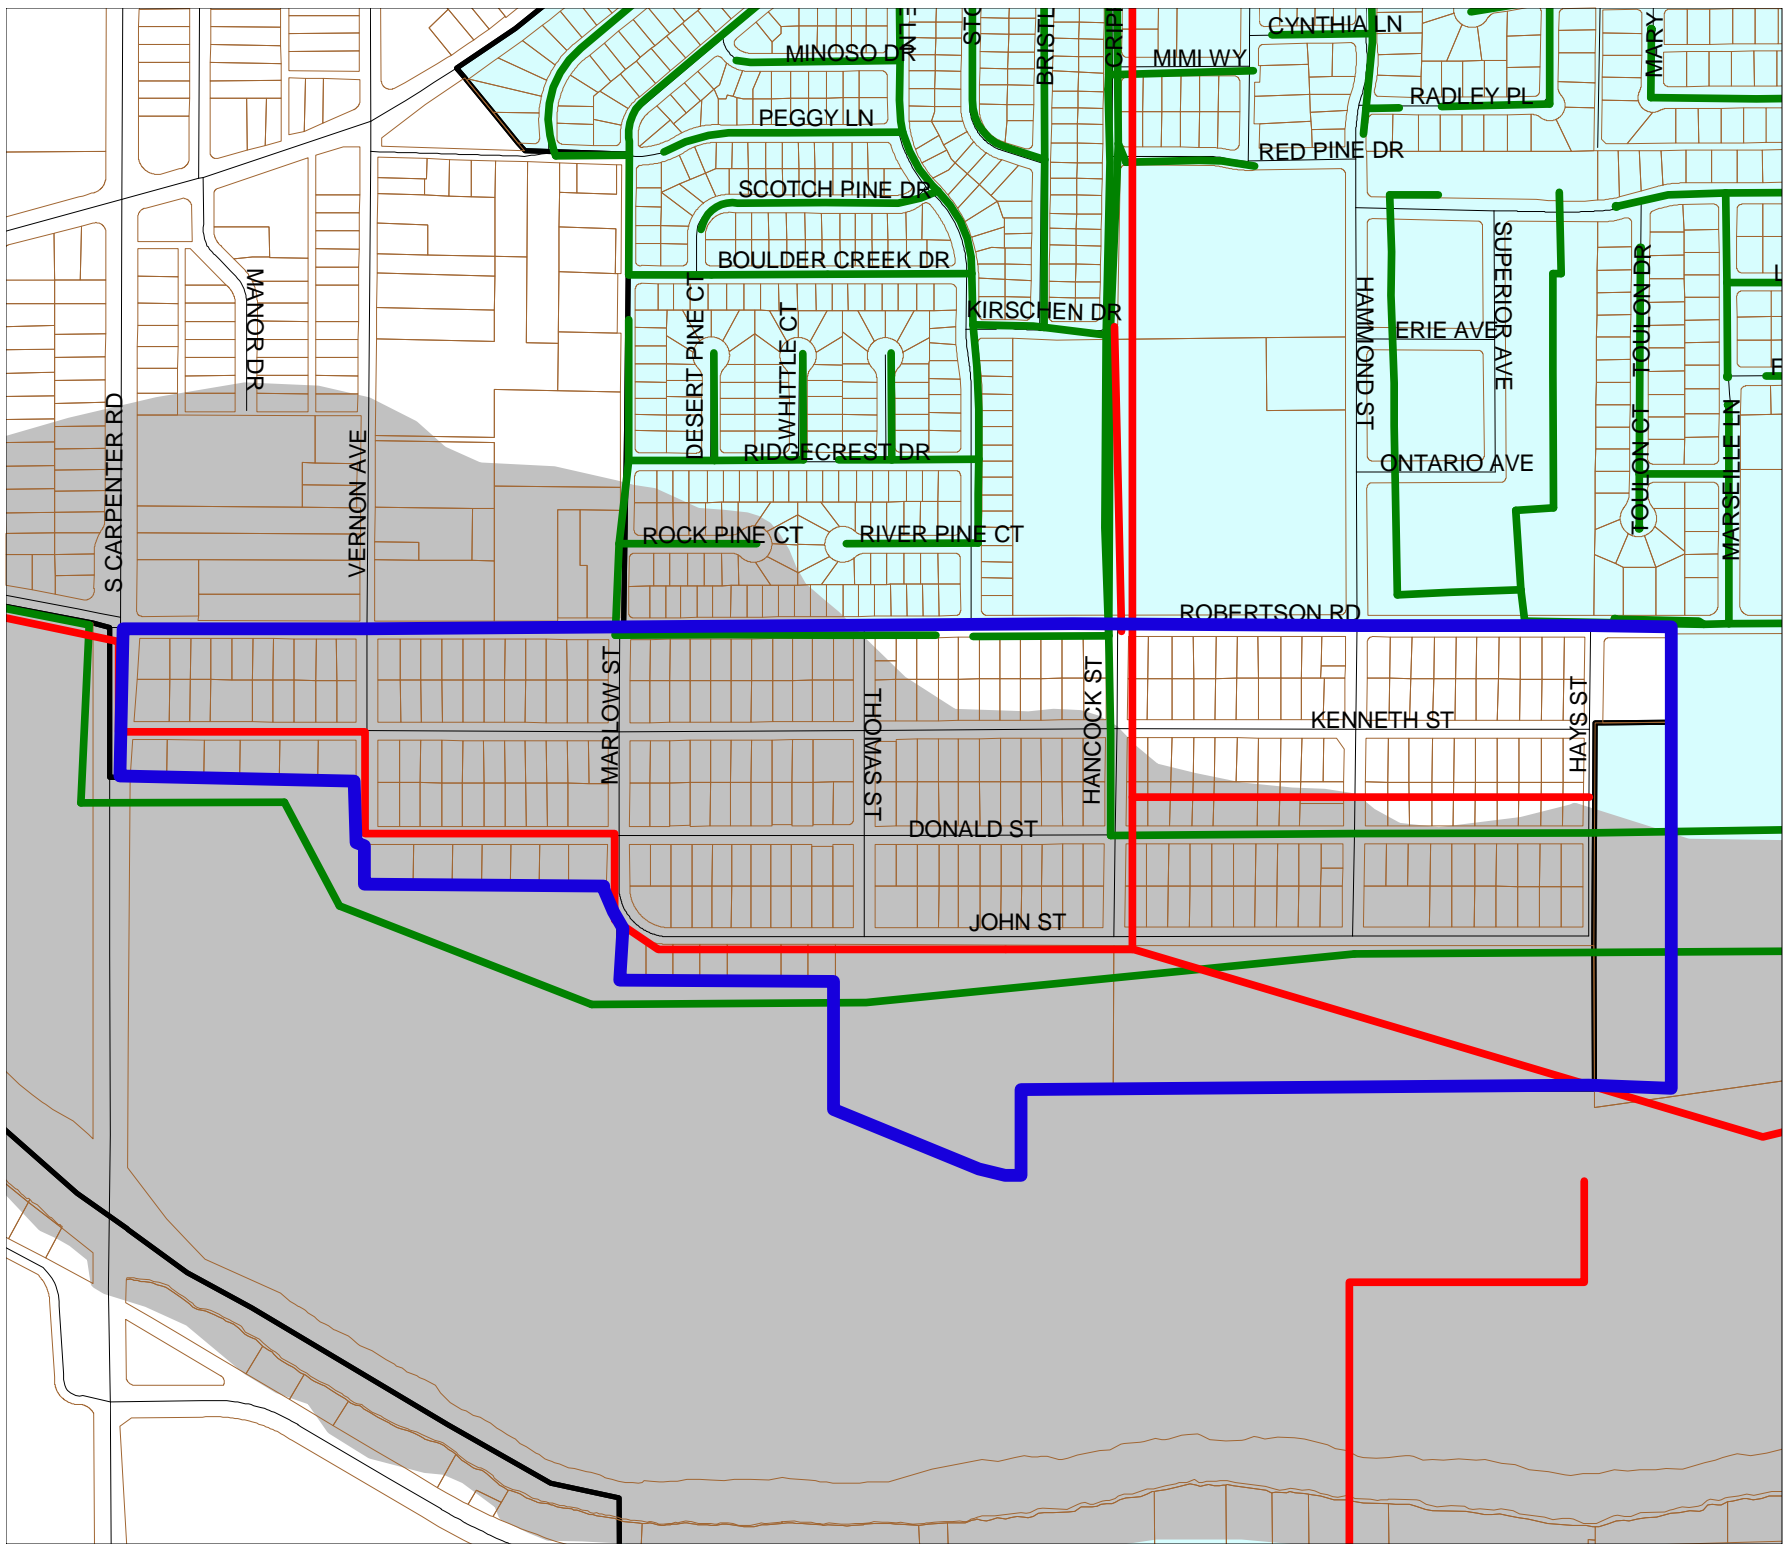 CYNTHIA LN
MINOSO DR
MIMI WY
MARY
BRISTL
CRIPI
RADLEY PL
PEGGY LN
RED PINE DR
SCOTCH PINE DR
BOULDER CREEK DR
MANOR DR
DESERT PINE CT
WHITTLE CT
KIRSCHEN DR
HAMMOND ST
ERIE AVE
SUPERIOR AVE
TOULON DR
S CARPENTER RD
VERNON AVE
RIDGECREST DR
ONTARIO AVE
TOULON CT
MARSEILLE LN
ROCK PINE CT
RIVER PINE CT
ROBERTSON RD
MARLOW ST
THOMAS ST
HANCOCK ST
KENNETH ST
HAYS ST
DONALD ST
JOHN ST